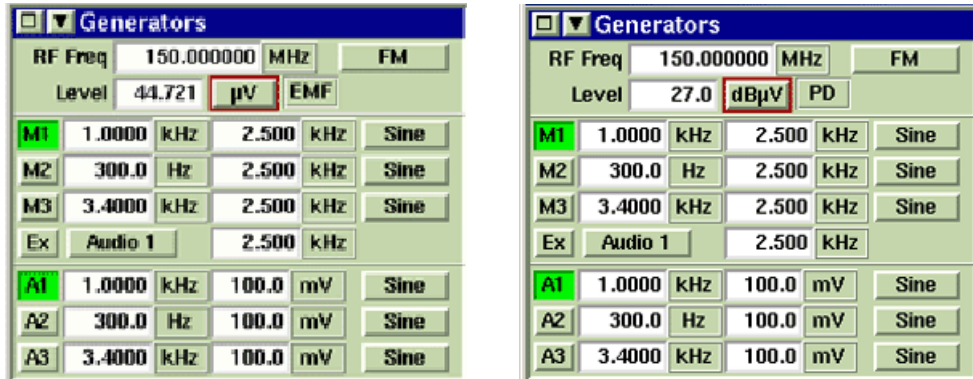 Generators
RF Freq 150.000000 MHz FM
Level 44.721 µV EMF
M1 1.0000 kHz 2.500 kHz Sine
M2 300.0 Hz 2.500 kHz Sine
M3 3.4000 kHz 2.500 kHz Sine
Ex Audio 1 2.500 kHz
A1 1.0000 kHz 100.0 mV Sine
A2 300.0 Hz 100.0 mV Sine
A3 3.4000 kHz 100.0 mV Sine
Generators
RF Freq 150.000000 MHz FM
Level 27.0 dBµV PD
M1 1.0000 kHz 2.500 kHz Sine
M2 300.0 Hz 2.500 kHz Sine
M3 3.4000 kHz 2.500 kHz Sine
Ex Audio 1 2.500 kHz
A1 1.0000 kHz 100.0 mV Sine
A2 300.0 Hz 100.0 mV Sine
A3 3.4000 kHz 100.0 mV Sine